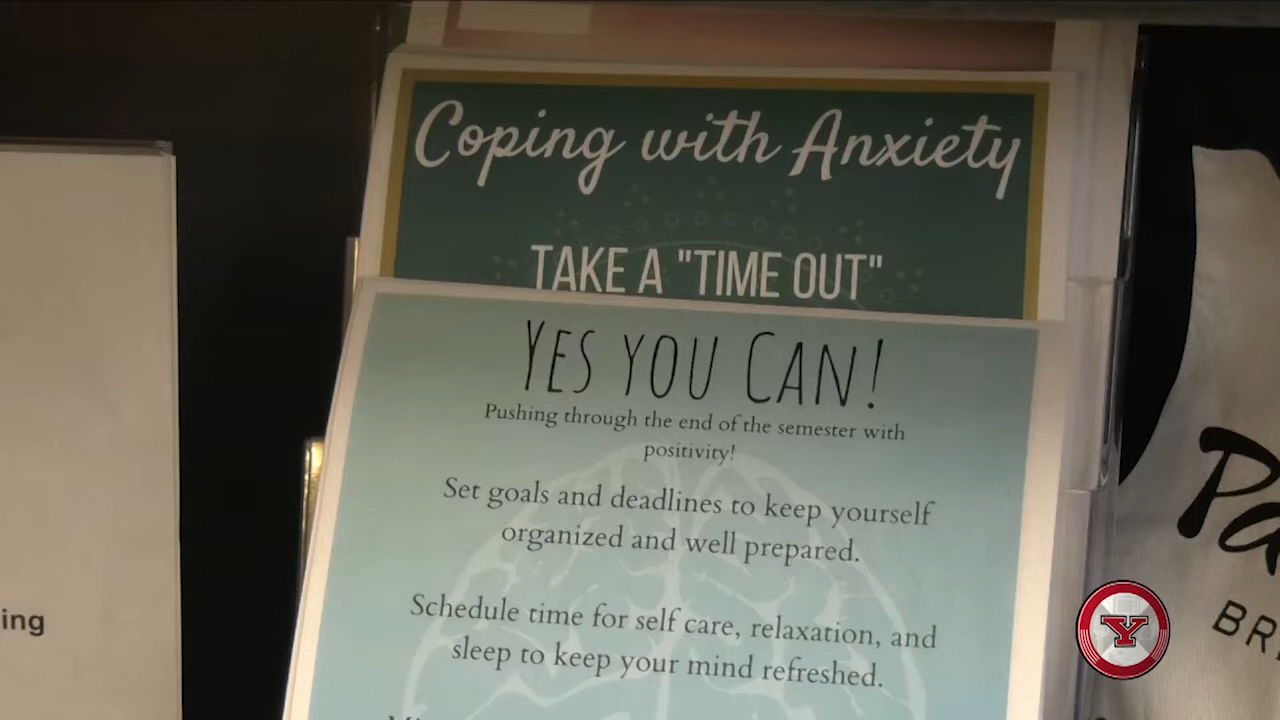 Coping with Anxiety
TAKE A "TIME OUT"
YES YOU CAN!
Pushing through the end of the semester with
positivity!
Set goals and deadlines to keep yourself
organized and well prepared.
Schedule time for self care, relaxation, and
sleep to keep your mind refreshed.
ing
Pa
BR
Y